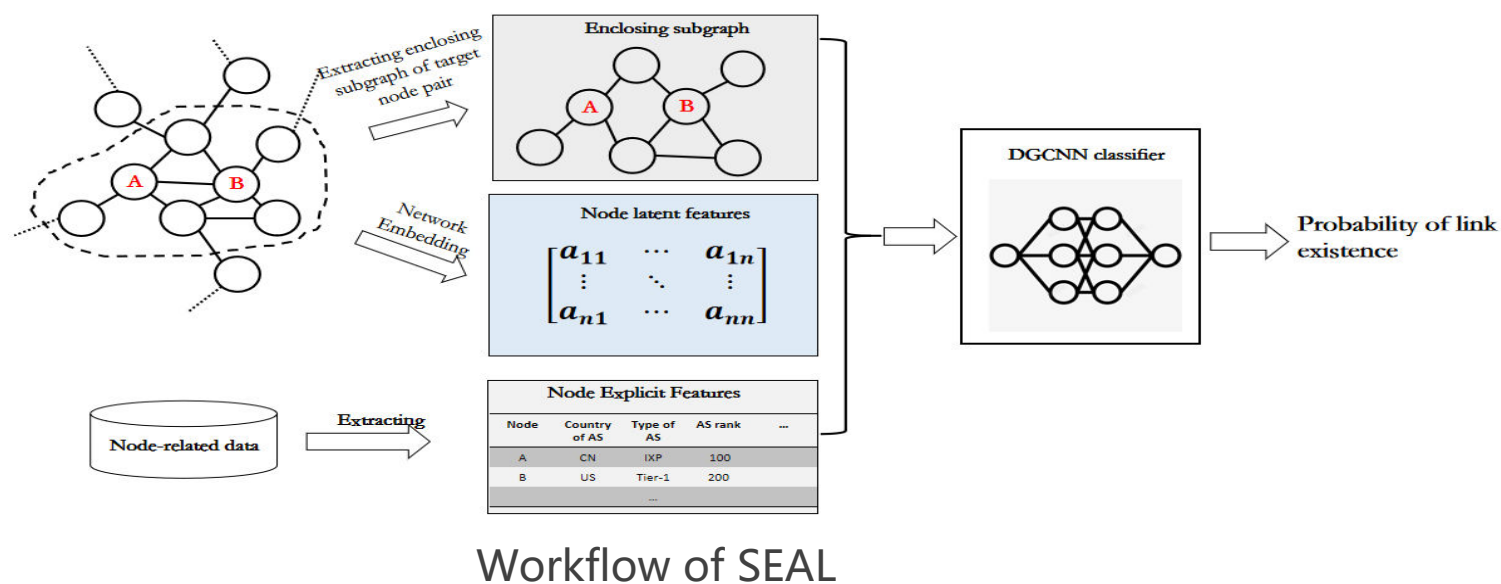 Extracting enclosing
subgraph of target
node pair
A
B
Network
Embedding
Enclosing subgraph
A
B
Node latent features
a11 ⋯ a1n
⋮ ⋱ ⋮
an1 ⋯ ann
DGCNN classifier
Probability of link
existence
Node-related data
Extracting
Node Explicit Features
Node Country of AS Type of AS AS rank ...
A CN IXP 100
B US Tier-1 200
...
Workflow of SEAL